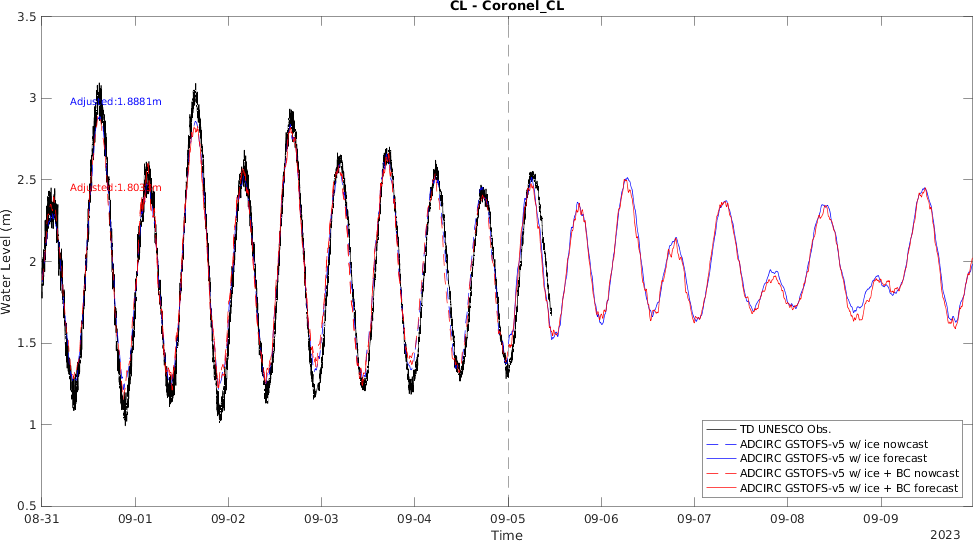 CL - Coronel_CL
3.5
3
2.5
2
1.5
1
0.5
Water Level (m)
Adjusted:1.8881m
08-31
09-01
09-02
09-03
09-04
09-05
09-06
09-07
09-08
09-09
Time
2023
TD UNESCO Obs.
ADCIRC GSTOFS-v5 w/ ice nowcast
ADCIRC GSTOFS-v5 w/ ice forecast
ADCIRC GSTOFS-v5 w/ ice + BC nowcast
ADCIRC GSTOFS-v5 w/ ice + BC forecast